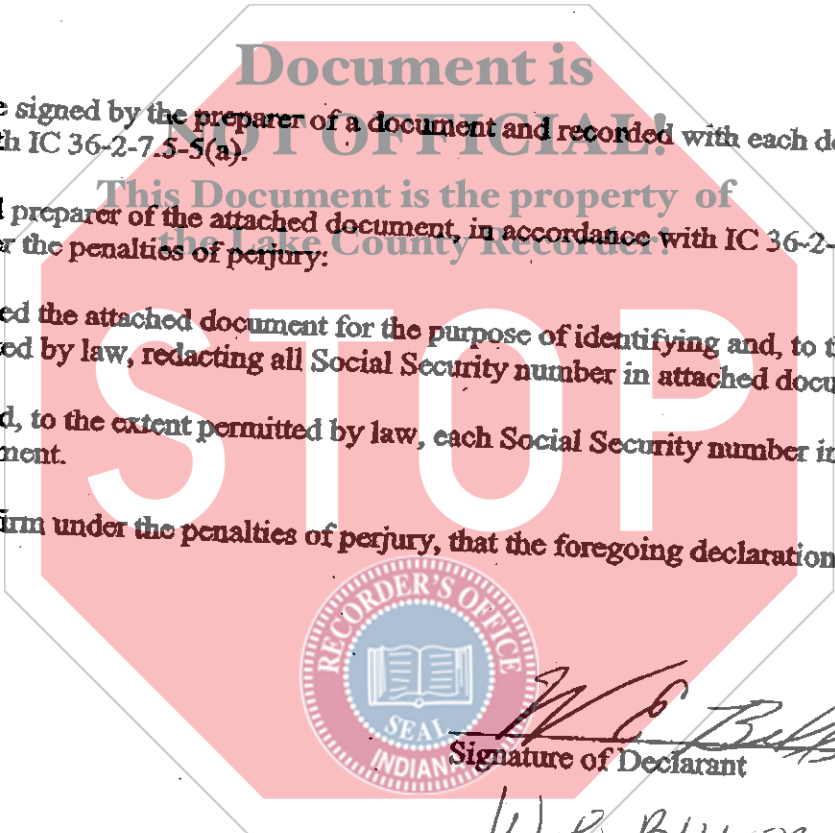 Document is
e signed by the preparer of a document and recorded with each do
NOT OFFICIAL!
th IC 36-2-7.5-5(a).
This Document is the property of
d preparer of the attached document, in accordance with IC 36-2-
the Lake County Recorder!
er the penalties of perjury:
ed the attached document for the purpose of identifying and, to t
ted by law, redacting all Social Security number in attached docu
STOP
d, to the extent permitted by law, each Social Security number in
ment.
firm under the penalties of perjury, that the foregoing declaration
RECORDER'S OFFICE
SEAL
INDIANA
Signature of Declarant